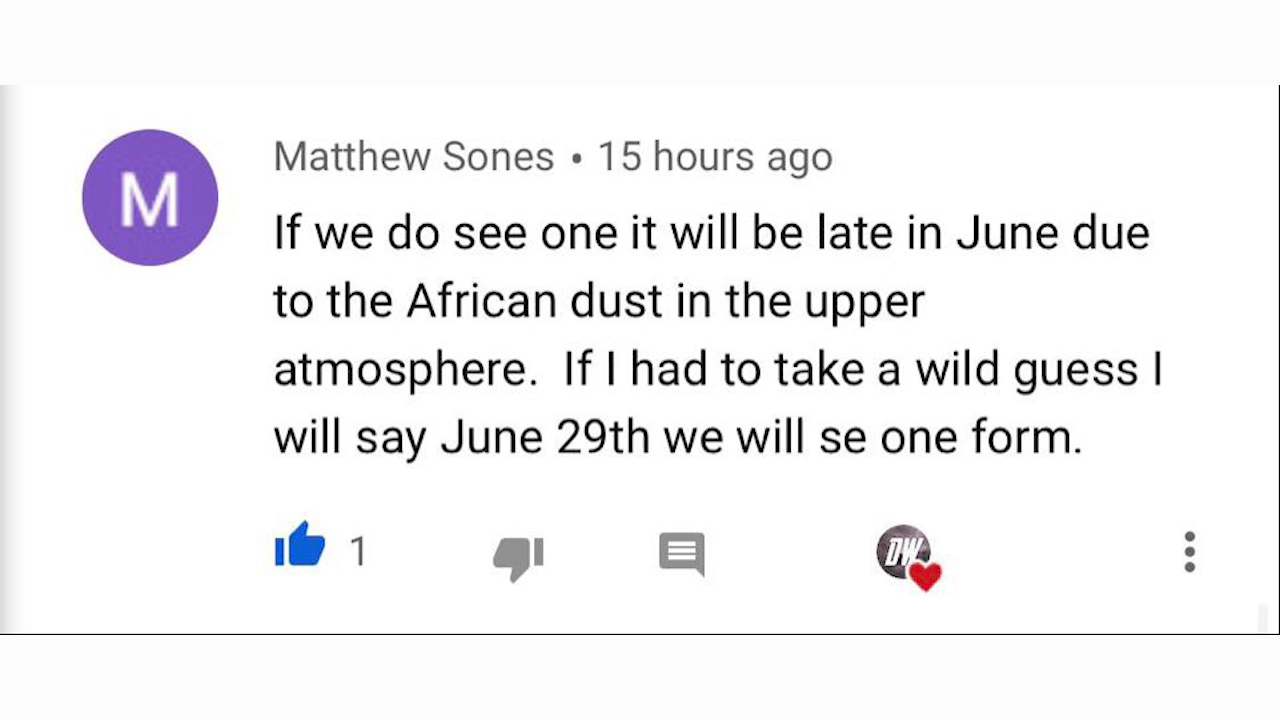 M
Matthew Sones • 15 hours ago
If we do see one it will be late in June due
to the African dust in the upper
atmosphere.  If I had to take a wild guess I
will say June 29th we will se one form.
1
DW